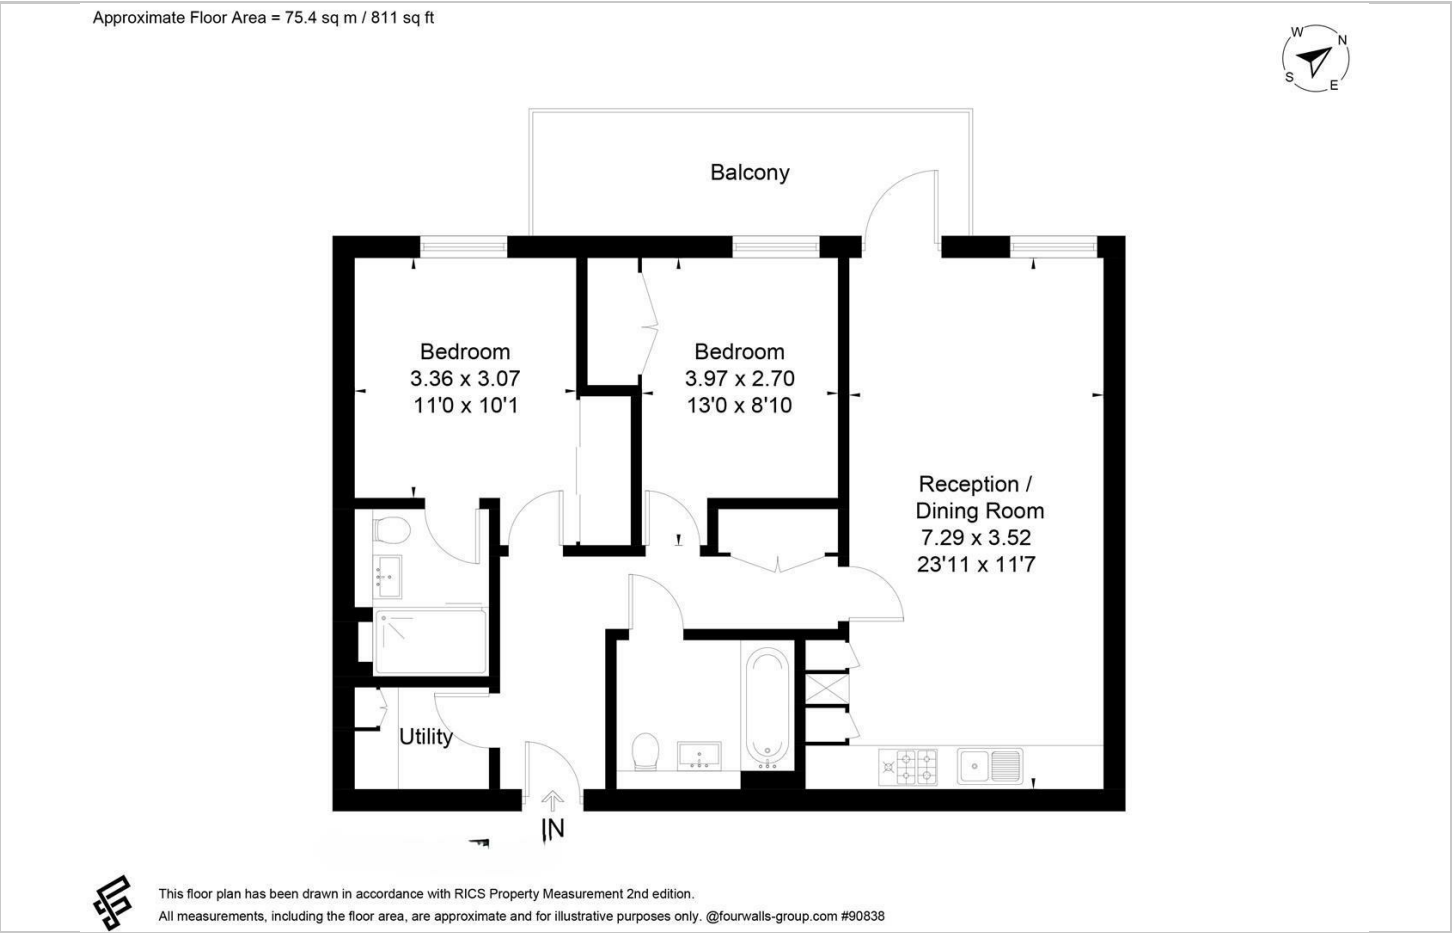 Approximate Floor Area = 75.4 sq m / 811 sq ft
W
N
S
E
Balcony
Bedroom
3.36 x 3.07
11'0 x 10'1
Bedroom
3.97 x 2.70
13'0 x 8'10
Reception /
Dining Room
7.29 x 3.52
23'11 x 11'7
Utility
IN
This floor plan has been drawn in accordance with RICS Property Measurement 2nd edition.
All measurements, including the floor area, are approximate and for illustrative purposes only. @fourwalls-group.com #90838